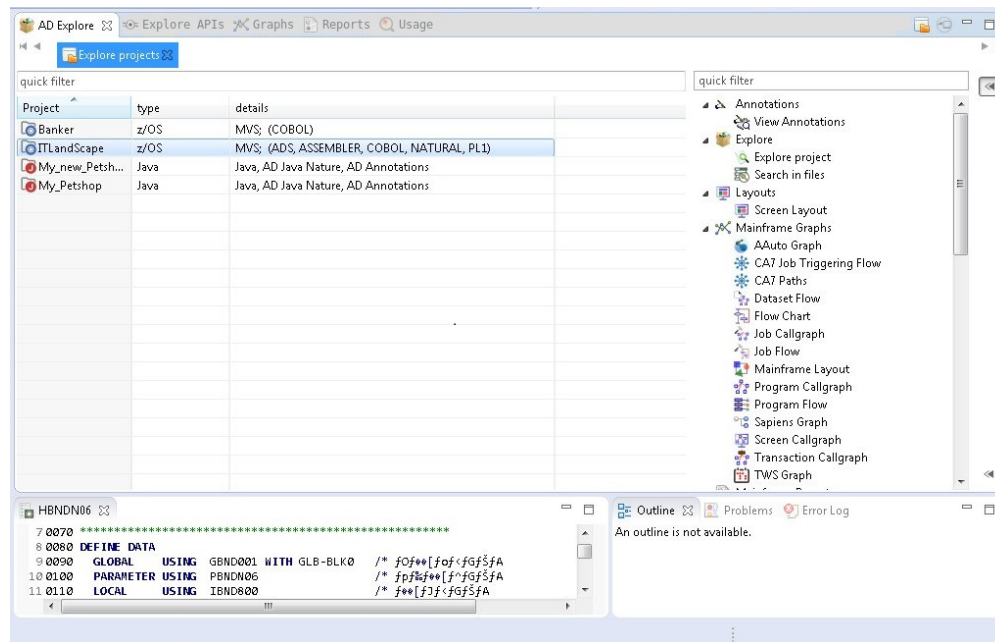 AD Explore Explore APIs Graphs Reports Usage
Explore projects
quick filter
Project type details
Banker z/OS MVS; (COBOL)
ITLandScape z/OS MVS; (ADS, ASSEMBLER, COBOL, NATURAL, PL1)
My_new_Petsh... Java Java, AD Java Nature, AD Annotations
My_Petshop Java Java, AD Java Nature, AD Annotations
quick filter
Annotations
View Annotations
Explore
Explore project
Search in files
Layouts
Screen Layout
Mainframe Graphs
AAuto Graph
CA7 Job Triggering Flow
CA7 Paths
Dataset Flow
Flow Chart
Job Callgraph
Job Flow
Mainframe Layout
Program Callgraph
Program Flow
Sapiens Graph
Screen Callgraph
Transaction Callgraph
TWS Graph
HBNDN06
7 0070 ******************************************************
8 0080 DEFINE DATA
9 0090 GLOBAL USING GBND001 WITH GLB-BLK0 /*
10 0100 PARAMETER USING PBNDN06 /*
11 0110 LOCAL USING IBND800 /*
Outline Problems Error Log
An outline is not available.